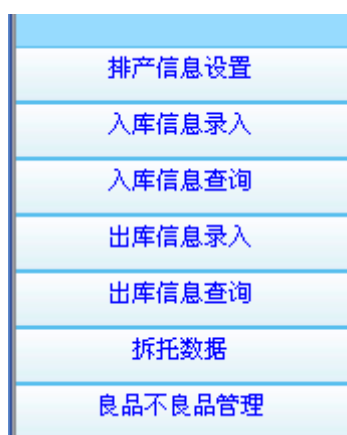 排产信息设置
入库信息录入
入库信息查询
出库信息录入
出库信息查询
拆托数据
良品不良品管理